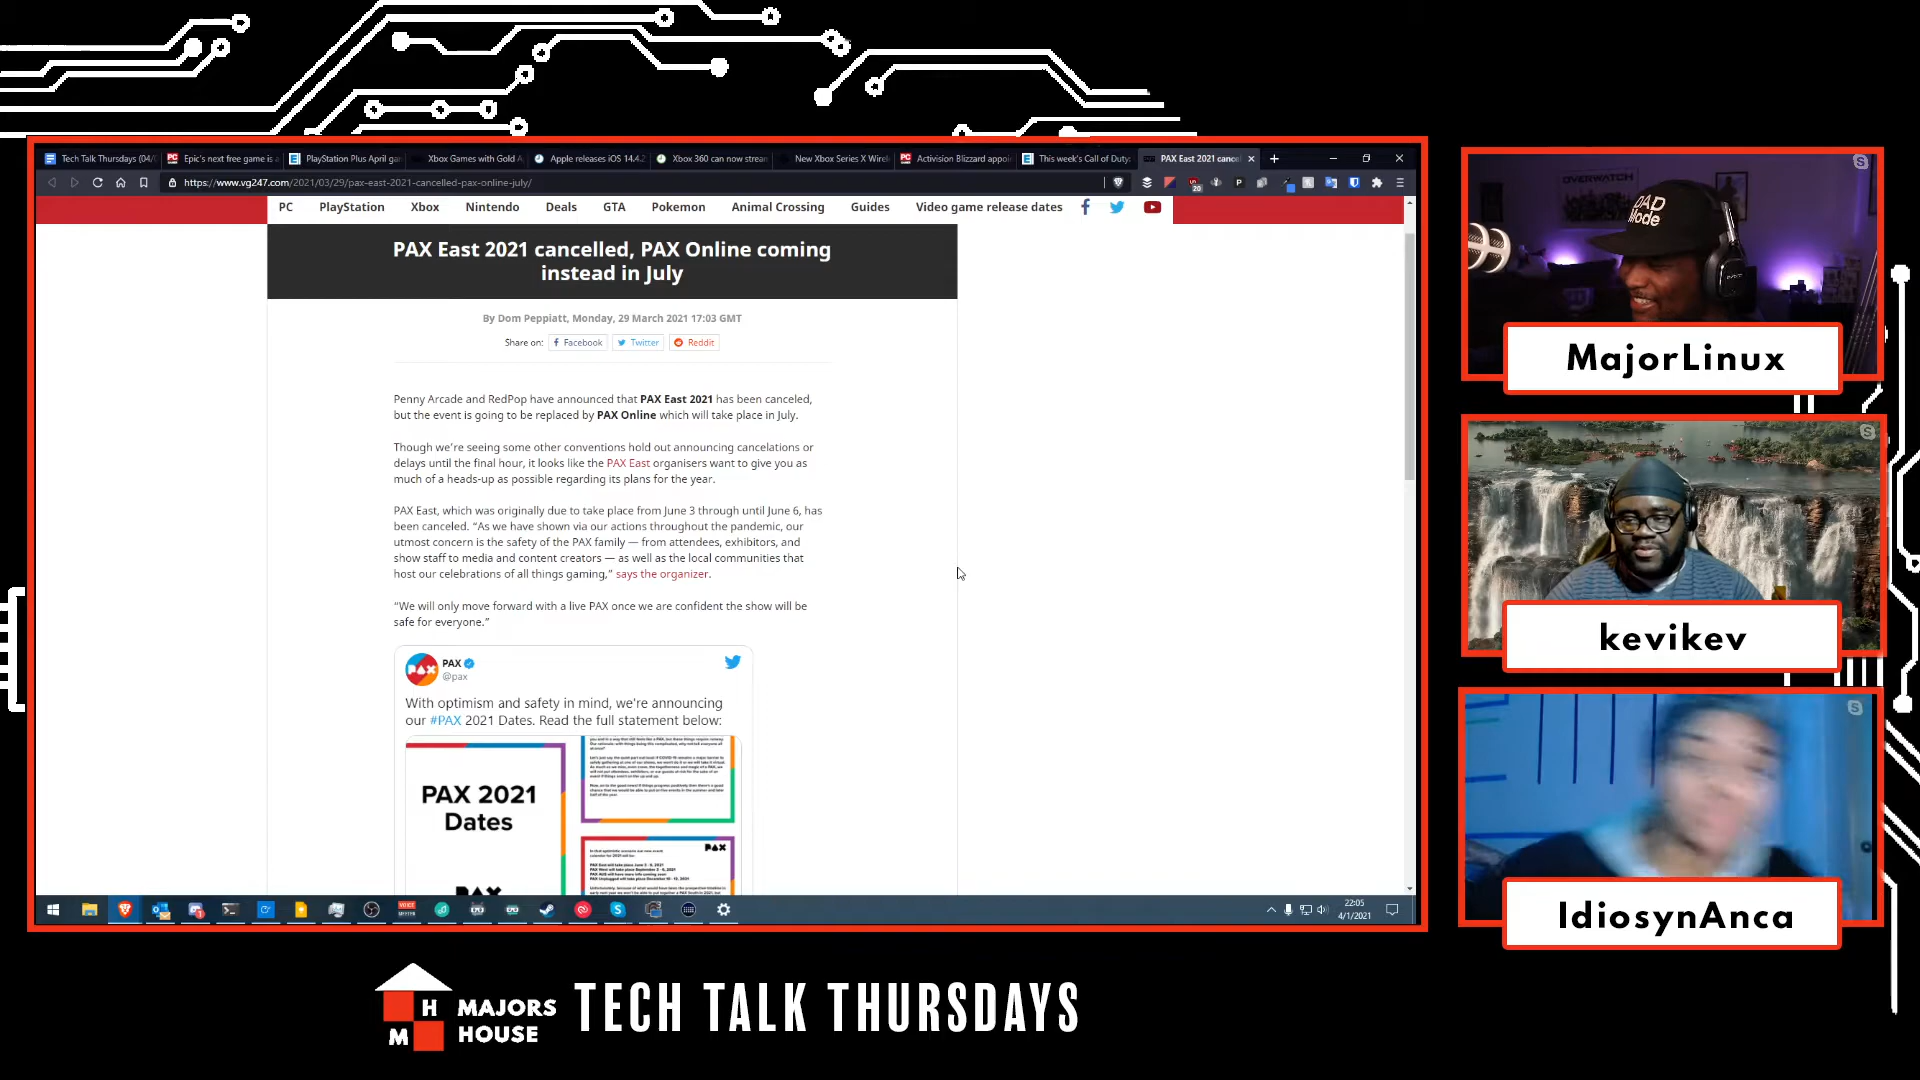 Tech Talk Thursdays (04/
Epic's next free game is a
PlayStation Plus April gam
Xbox Games with Gold A
Apple releases iOS 14.4.2
Xbox 360 can now stream
New Xbox Series X Wirel
Activision Blizzard appoi
This week's Call of Duty:
PAX East 2021 cancel
https://www.vg247.com/2021/03/29/pax-east-2021-cancelled-pax-online-july/
PC PlayStation Xbox Nintendo Deals GTA Pokemon Animal Crossing Guides Video game release dates
PAX East 2021 cancelled, PAX Online coming
instead in July
By Dom Peppiatt, Monday, 29 March 2021 17:03 GMT
Share on: Facebook Twitter Reddit
Penny Arcade and RedPop have announced that PAX East 2021 has been canceled,
but the event is going to be replaced by PAX Online which will take place in July.
Though we're seeing some other conventions hold out announcing cancelations or
delays until the final hour, it looks like the PAX East organisers want to give you as
much of a heads-up as possible regarding its plans for the year.
PAX East, which was originally due to take place from June 3 through until June 6, has
been canceled. “As we have shown via our actions throughout the pandemic, our
utmost concern is the safety of the PAX family — from attendees, exhibitors, and
show staff to media and content creators — as well as the local communities that
host our celebrations of all things gaming,” says the organizer.
“We will only move forward with a live PAX once we are confident the show will be
safe for everyone.”
PAX
@pax
With optimism and safety in mind, we're announcing
our #PAX 2021 Dates. Read the full statement below:
PAX 2021
Dates
PAX
22:05
4/1/2021
OVERWATCH
DAD
Mode
MajorLinux
kevikev
IdiosynAnca
H
M
MAJORS
HOUSE
TECH TALK THURSDAYS